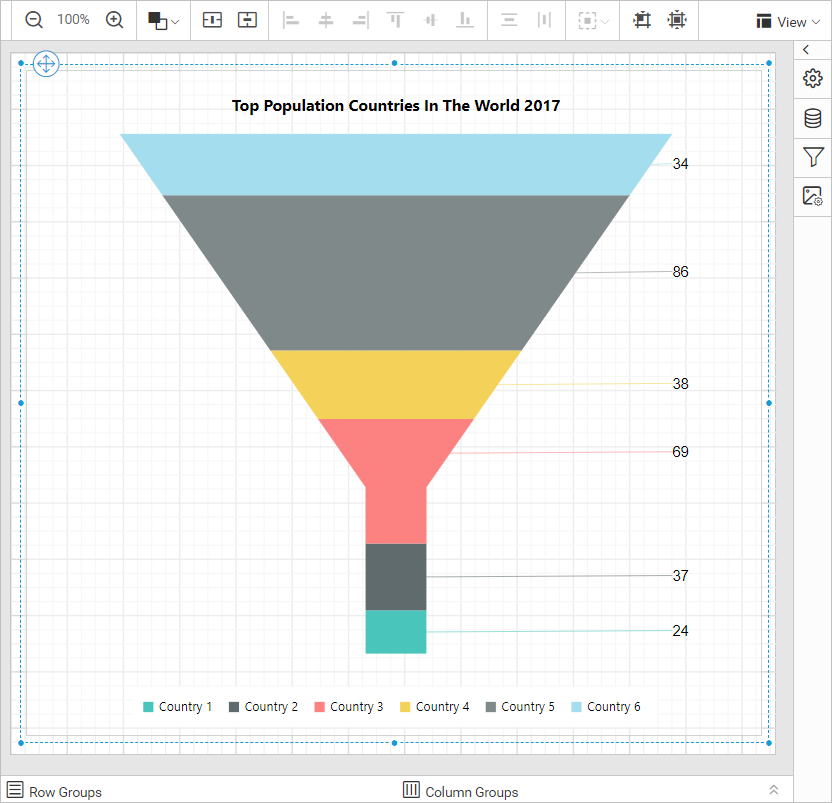 100%
View
Top Population Countries In The World 2017
34
86
38
69
37
24
Country 1 Country 2 Country 3 Country 4 Country 5 Country 6
Row Groups Column Groups